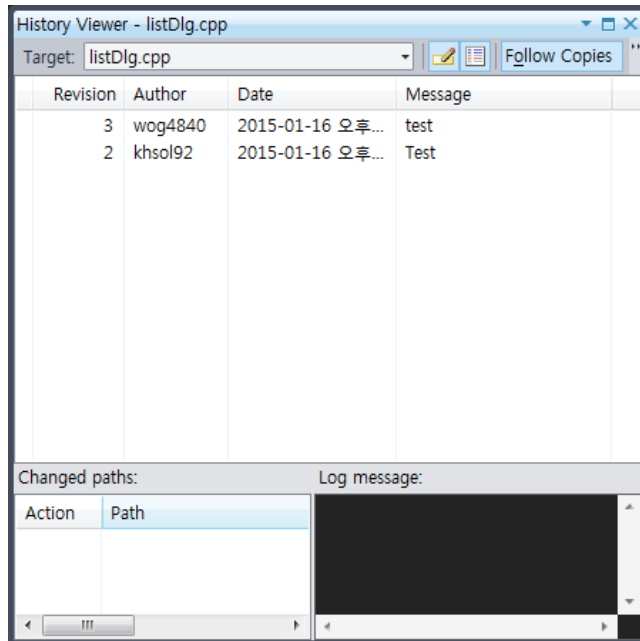 History Viewer - listDlg.cpp
Target: listDlg.cpp Follow Copies
Revision Author Date Message
3 wog4840 2015-01-16 오후... test
2 khsol92 2015-01-16 오후... Test
Changed paths: Log message:
Action Path